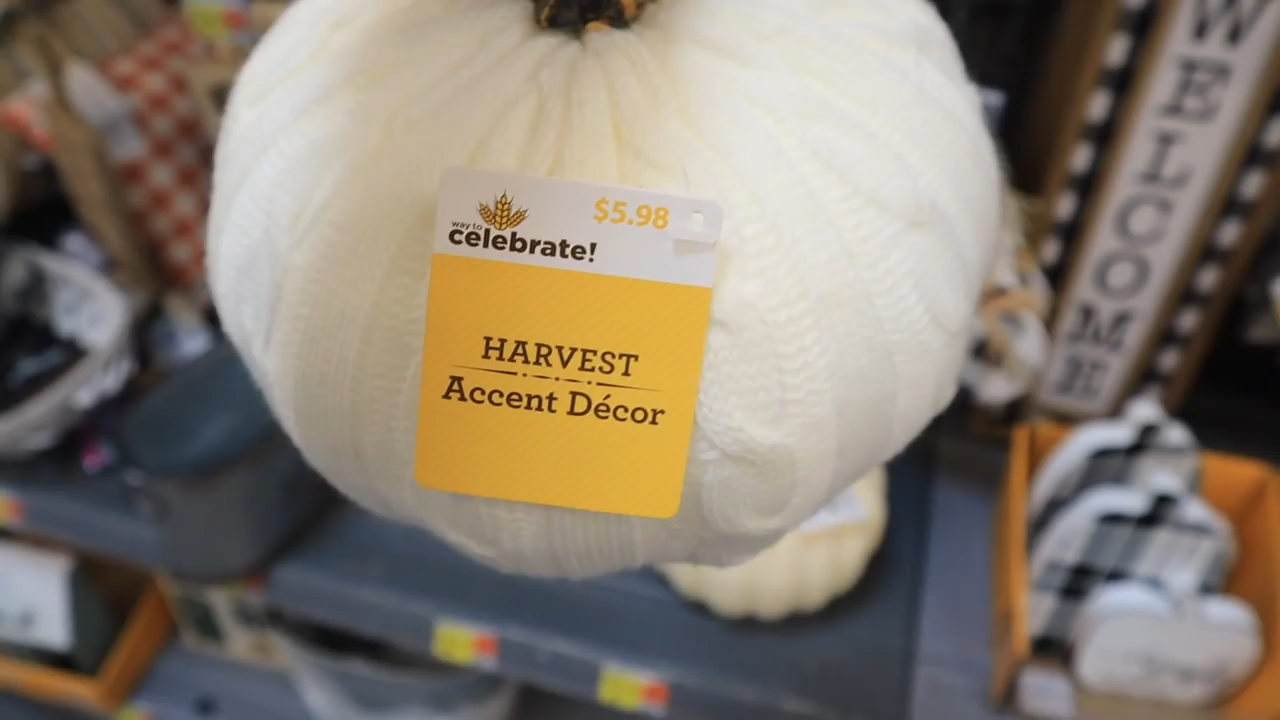 $5.98
way to
celebrate!
HARVEST
Accent Décor
WELCOME